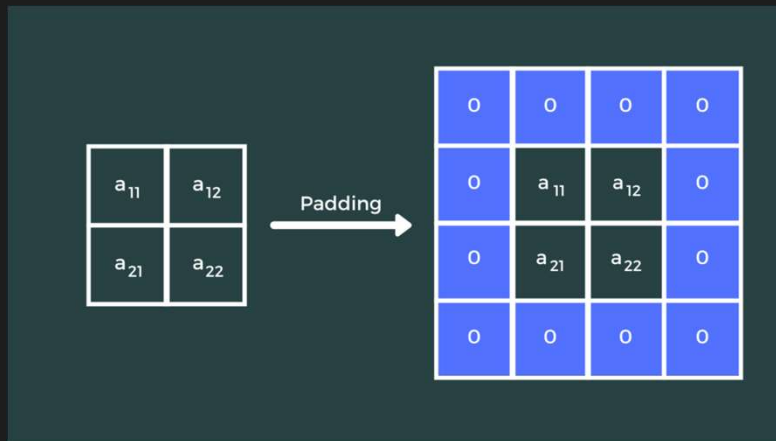 a₁₁ a₁₂
a₂₁ a₂₂
Padding
0 0 0 0
0 a₁₁ a₁₂ 0
0 a₂₁ a₂₂ 0
0 0 0 0